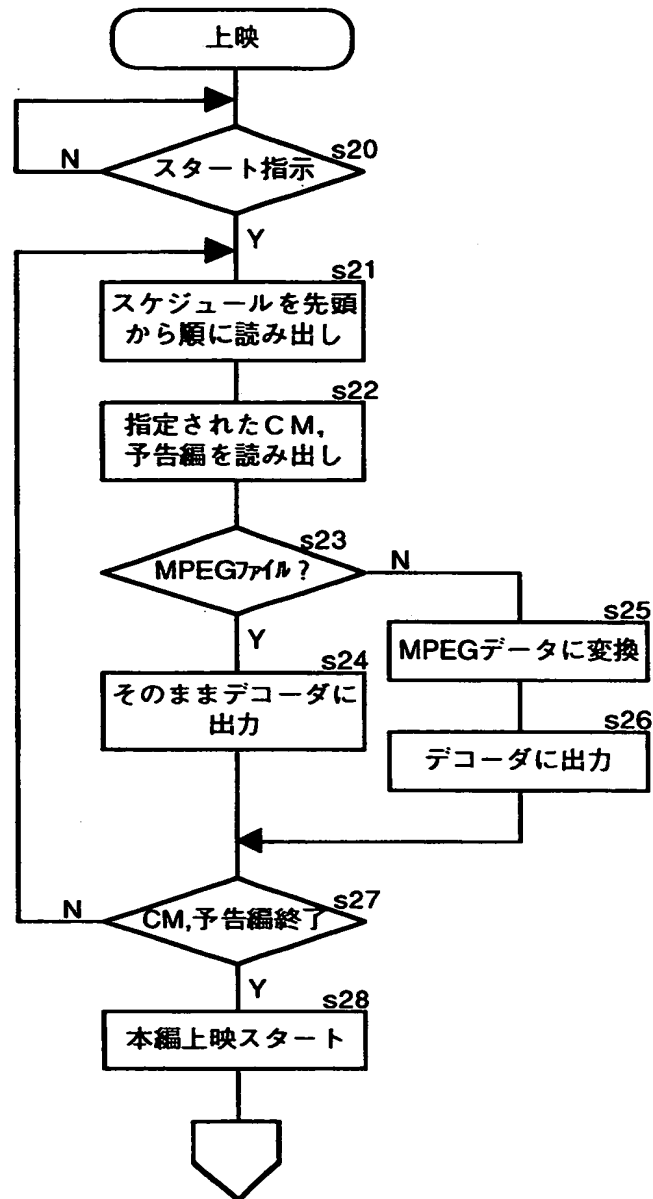 上映
s20
スタート指示
N
Y
s21
スケジュールを先頭
から順に読み出し
s22
指定されたCM,
予告編を読み出し
s23
MPEGファイル?
N
Y
s25
MPEGデータに変換
s24
そのままデコーダに
出力
s26
デコーダに出力
s27
CM,予告編終了
N
Y
s28
本編上映スタート